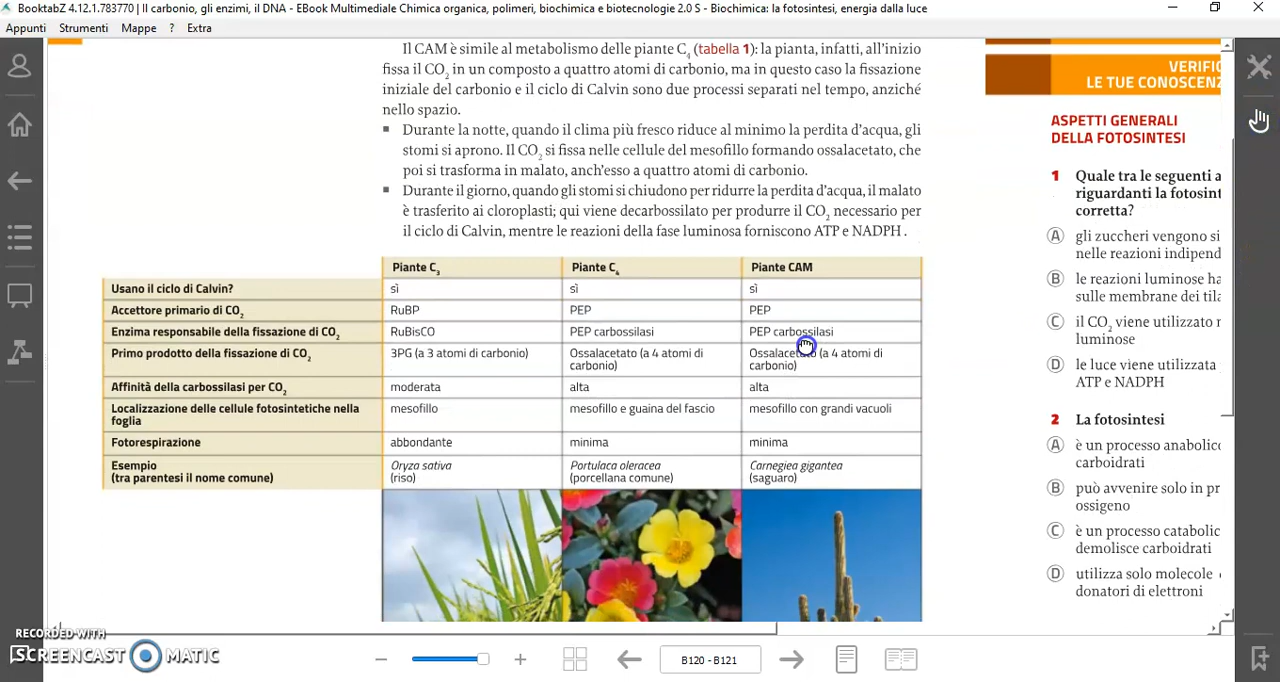 BooktabZ 4.12.1.783770 | Il carbonio, gli enzimi, il DNA - EBook Multimediale Chimica organica, polimeri, biochimica e biotecnologie 2.0 S - Biochimica: la fotosintesi, energia dalla luce
Appunti Strumenti Mappe ? Extra
Il CAM è simile al metabolismo delle piante C4 (tabella 1): la pianta, infatti, all'inizio
fissa il CO2 in un composto a quattro atomi di carbonio, ma in questo caso la fissazione
iniziale del carbonio e il ciclo di Calvin sono due processi separati nel tempo, anziché
nello spazio.
Durante la notte, quando il clima più fresco riduce al minimo la perdita d'acqua, gli
stomi si aprono. Il CO2 si fissa nelle cellule del mesofillo formando ossalacetato, che
poi si trasforma in malato, anch'esso a quattro atomi di carbonio.
Durante il giorno, quando gli stomi si chiudono per ridurre la perdita d'acqua, il malato
è trasferito ai cloroplasti; qui viene decarbossilato per produrre il CO2 necessario per
il ciclo di Calvin, mentre le reazioni della fase luminosa forniscono ATP e NADPH.
Piante C3 Piante C4 Piante CAM
Usano il ciclo di Calvin? sì sì sì
Accettore primario di CO2 RuBP PEP PEP
Enzima responsabile della fissazione di CO2 RuBisCO PEP carbossilasi PEP carbossilasi
Primo prodotto della fissazione di CO2 3PG (a 3 atomi di carbonio) Ossalacetato (a 4 atomi di Ossalacetato (a 4 atomi di
carbonio) carbonio)
Affinità della carbossilasi per CO2 moderata alta alta
Localizzazione delle cellule fotosintetiche nella mesofillo mesofillo e guaina del fascio mesofillo con grandi vacuoli
foglia
Fotorespirazione abbondante minima minima
Esempio Oryza sativa Portulaca oleracea Carnegiea gigantea
(tra parentesi il nome comune) (riso) (porcellana comune) (saguaro)
VERIFIC
LE TUE CONOSCENZ
ASPETTI GENERALI
DELLA FOTOSINTESI
1 Quale tra le seguenti a
riguardanti la fotosint
corretta?
A gli zuccheri vengono si
nelle reazioni indipend
B le reazioni luminose ha
sulle membrane dei tila
C il CO2 viene utilizzato n
luminose
D le luce viene utilizzata
ATP e NADPH
2 La fotosintesi
A è un processo anabolico
carboidrati
B può avvenire solo in pr
ossigeno
C è un processo catabolic
demolisce carboidrati
D utilizza solo molecole
donatori di elettroni
RECORDED WITH
SCREENCAST MATIC
B120 - B121